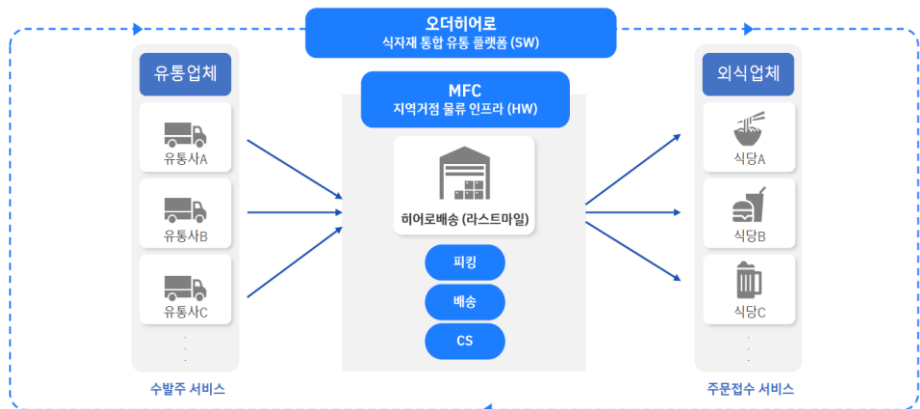 오더히어로
식자재 통합 유통 플랫폼 (SW)
유통업체
유통사A
유통사B
유통사C
수발주 서비스
MFC
지역거점 물류 인프라 (HW)
히어로배송 (라스트마일)
피킹
배송
CS
외식업체
식당A
식당B
식당C
주문접수 서비스